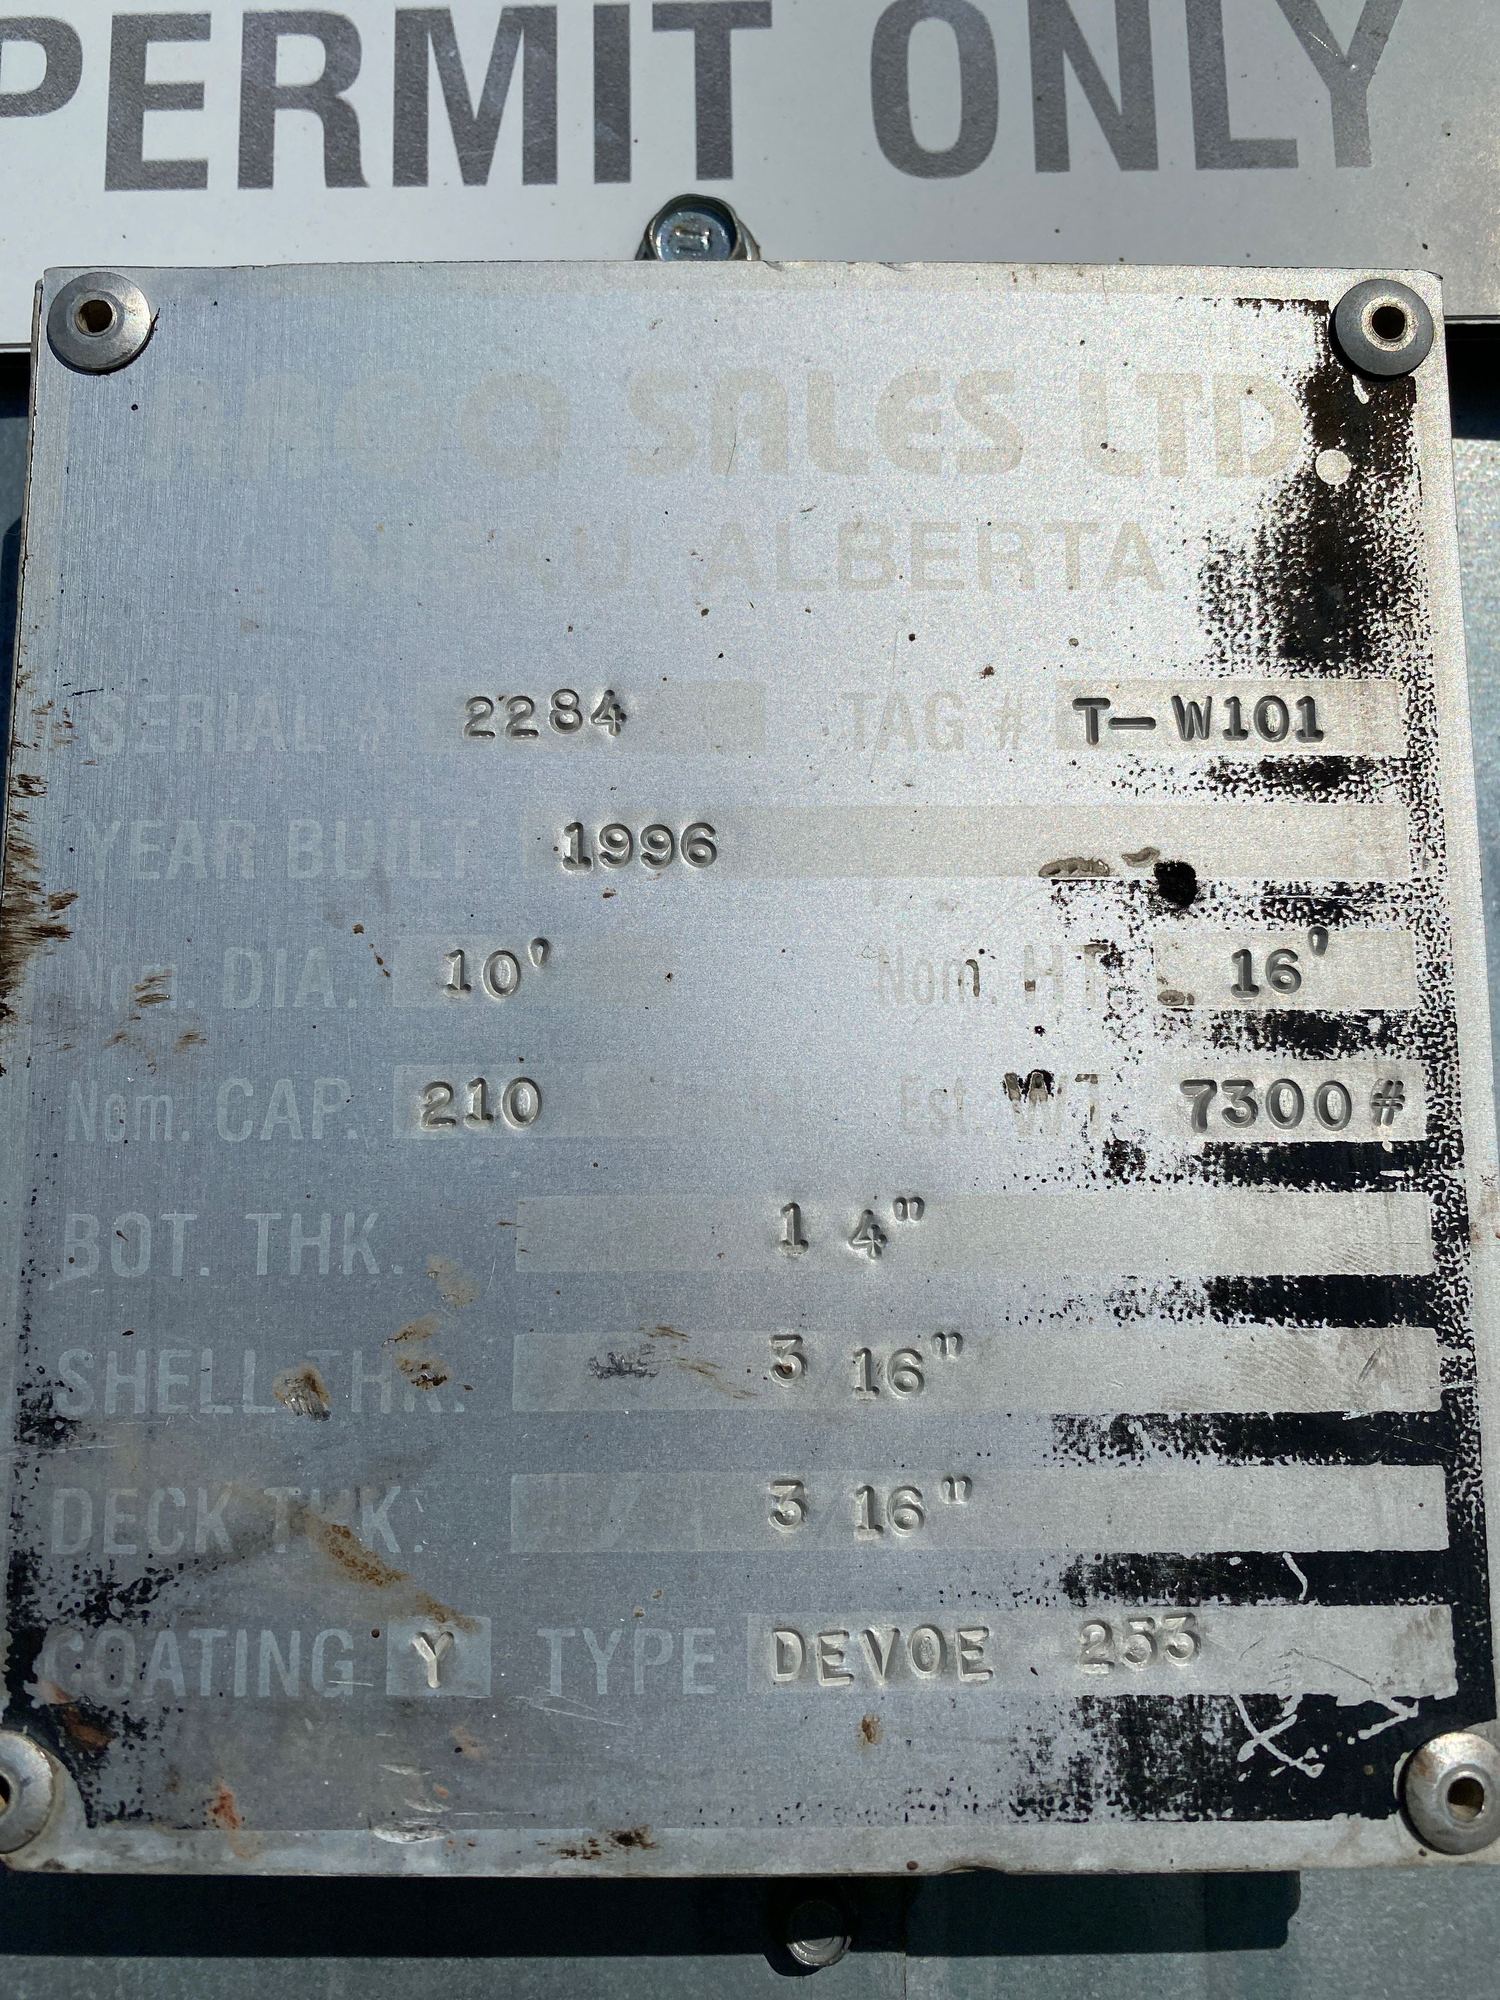 PERMIT ONLY
SALES LTD.
NISKU, ALBERTA
SERIAL # 2284 TAG # T-W101
YEAR BUILT 1996
Nom. DIA. 10' Nom. HT. 16'
Nom. CAP. 210 Est. WT. 7300#
BOT. THK. 1 4"
SHELL THK. 3 16"
DECK THK. 3 16"
COATING Y TYPE DEVOE 253